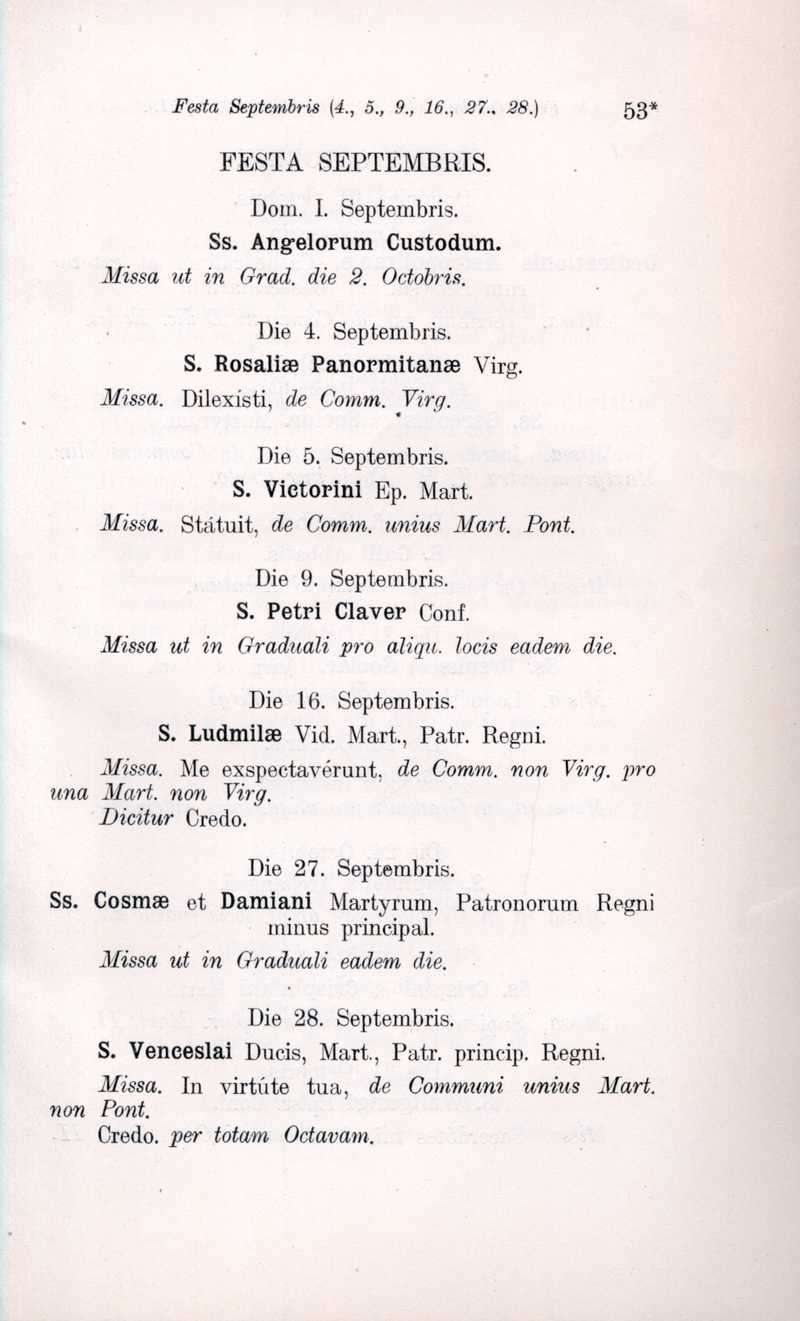 Festa Septembris (4., 5., 9., 16., 27., 28.) 53*
FESTA SEPTEMBRIS.
Dom. I. Septembris.
Ss. Angelorum Custodum.
Missa ut in Grad. die 2. Octobris.
Die 4. Septembris.
S. Rosaliæ Panormitanæ Virg.
Missa. Dilexísti, de Comm. Virg.
Die 5. Septembris.
S. Victorini Ep. Mart.
Missa. Státuit, de Comm. unius Mart. Pont.
Die 9. Septembris.
S. Petri Claver Conf.
Missa ut in Graduali pro aliqu. locis eadem die.
Die 16. Septembris.
S. Ludmilæ Vid. Mart., Patr. Regni.
Missa. Me exspectavérunt, de Comm. non Virg. pro
una Mart. non Virg.
Dicitur Credo.
Die 27. Septembris.
Ss. Cosmæ et Damiani Martyrum, Patronorum Regni
minus principal.
Missa ut in Graduali eadem die.
Die 28. Septembris.
S. Venceslai Ducis, Mart., Patr. princip. Regni.
Missa. In virtúte tua, de Communi unius Mart.
non Pont.
Credo. per totam Octavam.